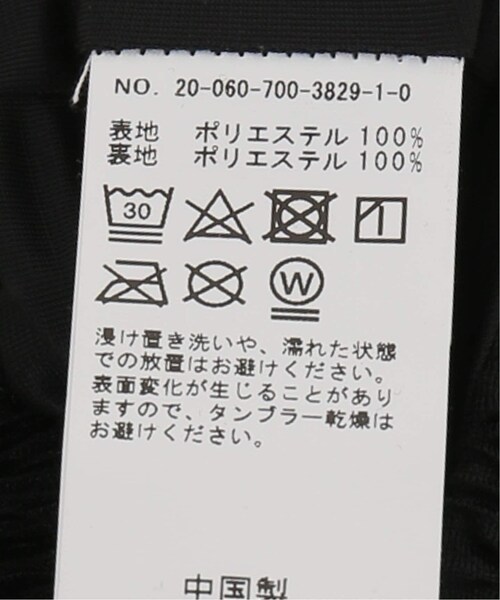 NO. 20-060-700-3829-1-0
表地 ポリエステル 100%
裏地 ポリエステル 100%
30
W
浸け置き洗いや、濡れた状態
での放置はお避けください。
表面変化が生じることがあり
ますので、タンブラー乾燥は
お避けください。
中国製